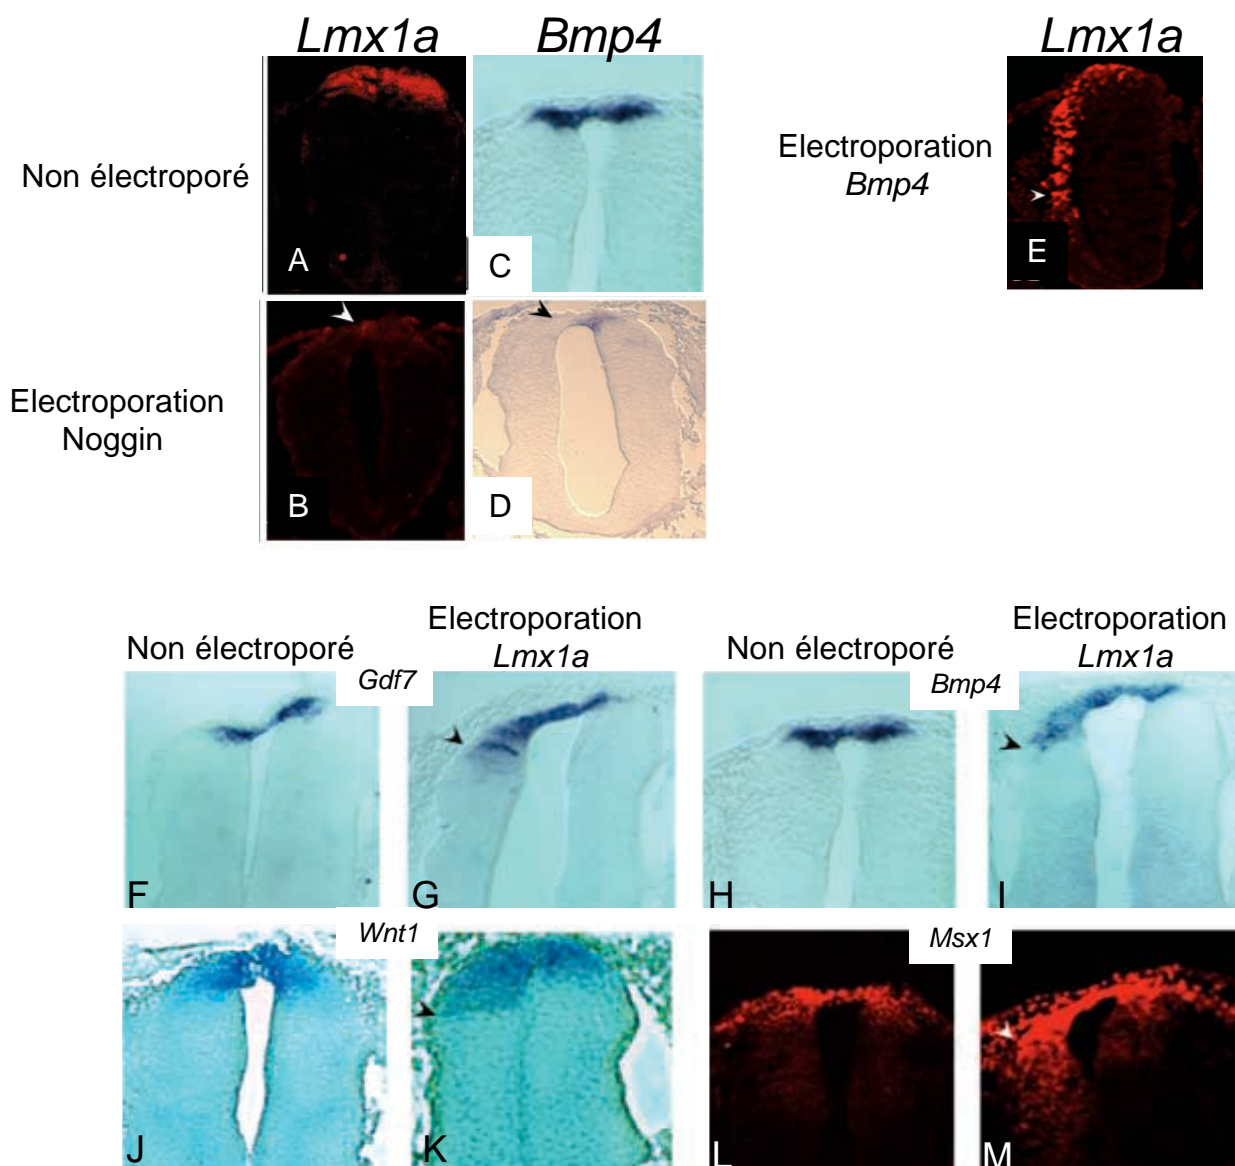 Lmx1a
Bmp4
Lmx1a
Non électroporé
A
C
Electroporation
Bmp4
E
Electroporation
Noggin
B
D
Non électroporé
Electroporation
Lmx1a
Non électroporé
Electroporation
Lmx1a
Gdf7
Bmp4
F
G
H
I
Wnt1
Msx1
J
K
L
M